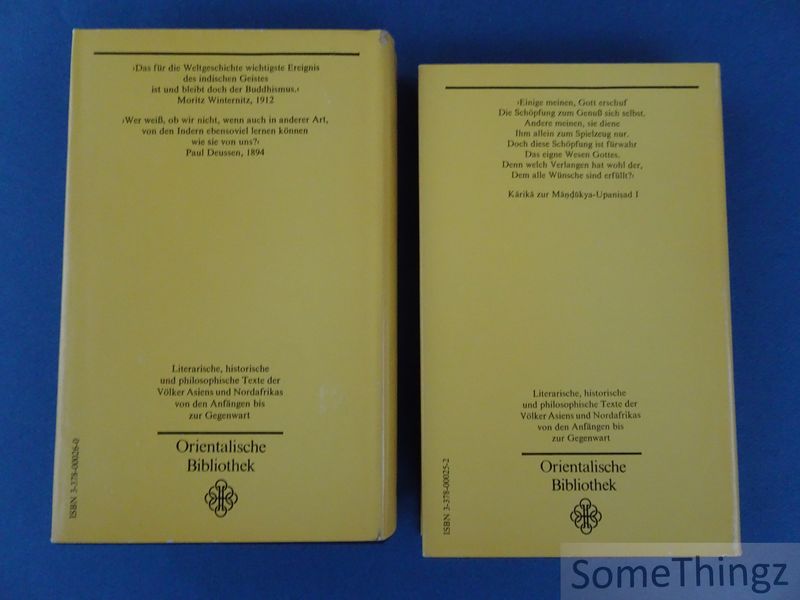 ›Das für die Weltgeschichte wichtigste Ereignis
des indischen Geistes
ist und bleibt doch der Buddhismus.‹
Moritz Winternitz, 1912
›Wer weiß, ob wir nicht, wenn auch in anderer Art,
von den Indern ebensoviel lernen können
wie sie von uns?‹
Paul Deussen, 1894
Literarische, historische
und philosophische Texte der
Völker Asiens und Nordafrikas
von den Anfängen bis
zur Gegenwart
Orientalische
Bibliothek
ISBN 3-378-00026-0
›Einige meinen, Gott erschuf
Die Schöpfung zum Genuß sich selbst.
Andere meinen, sie diene
Ihm allein zum Spielzeug nur.
Doch diese Schöpfung ist fürwahr
Das eigne Wesen Gottes.
Denn welch Verlangen hat wohl der,
Dem alle Wünsche sind erfüllt?‹
Kārikā zur Māṇḍūkya-Upaniṣad I
Literarische, historische
und philosophische Texte der
Völker Asiens und Nordafrikas
von den Anfängen bis
zur Gegenwart
Orientalische
Bibliothek
ISBN 3-378-00025-2
SomeThingz